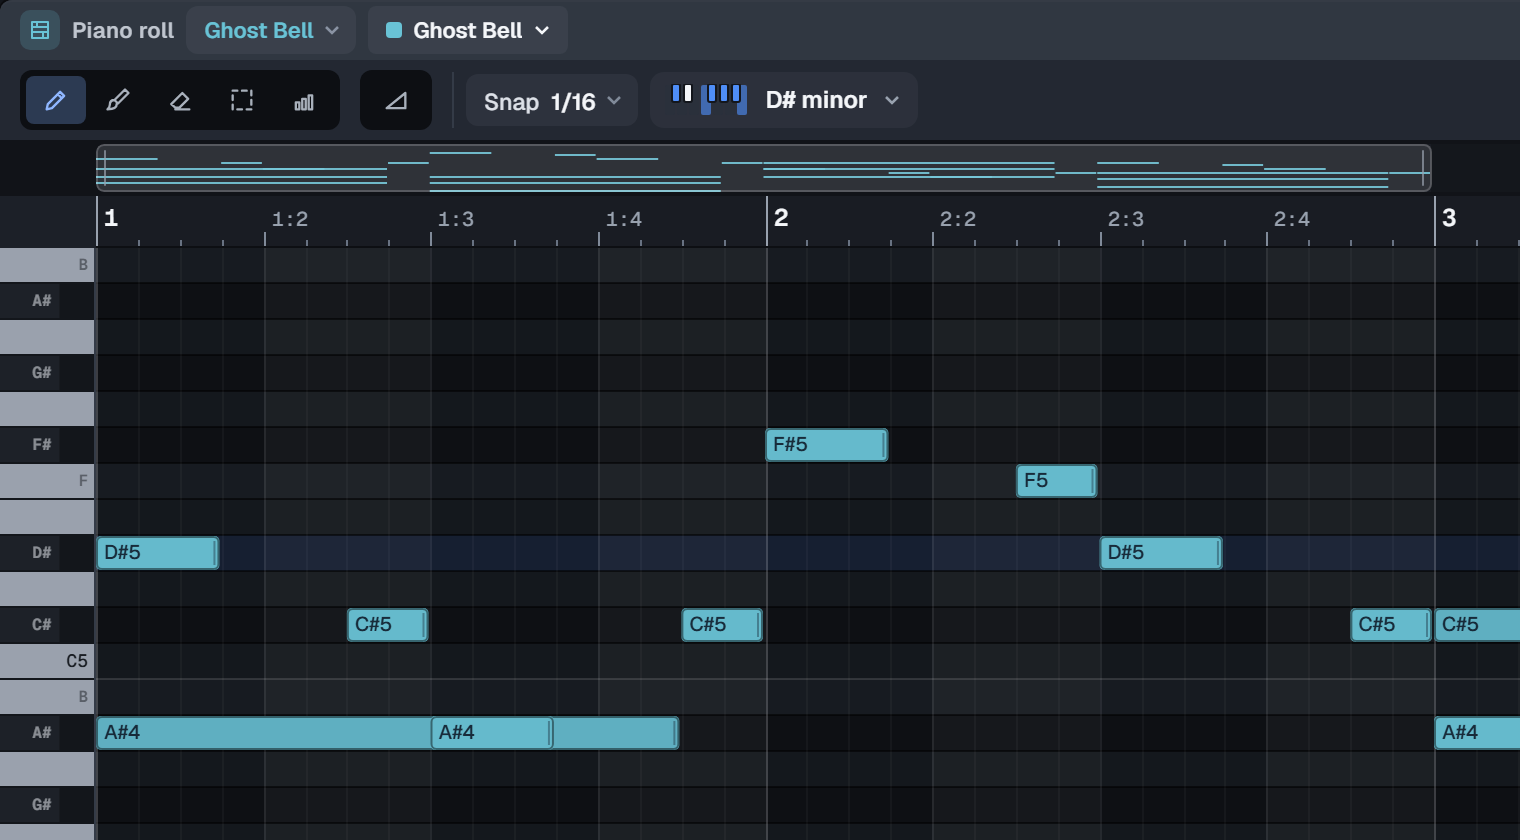 Piano roll Ghost Bell Ghost Bell
Snap 1/16 D# minor
1 1:2 1:3 1:4 2 2:2 2:3 2:4 3
B
A#
G#
F# F#5
F F5
D# D#5 D#5
C# C#5 C#5 C#5 C#5
C5
B
A# A#4 A#4 A#4
G#